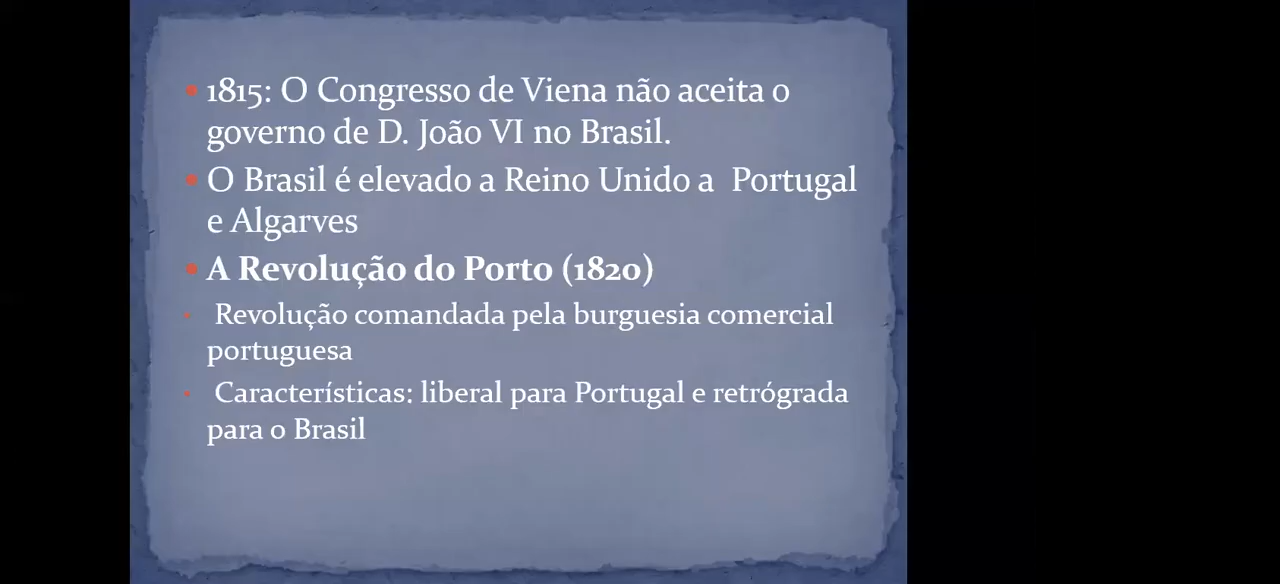 • 1815: O Congresso de Viena não aceita o
governo de D. João VI no Brasil.
• O Brasil é elevado a Reino Unido a  Portugal
e Algarves
• A Revolução do Porto (1820)
•  Revolução comandada pela burguesia comercial
portuguesa
•  Características: liberal para Portugal e retrógrada
para o Brasil